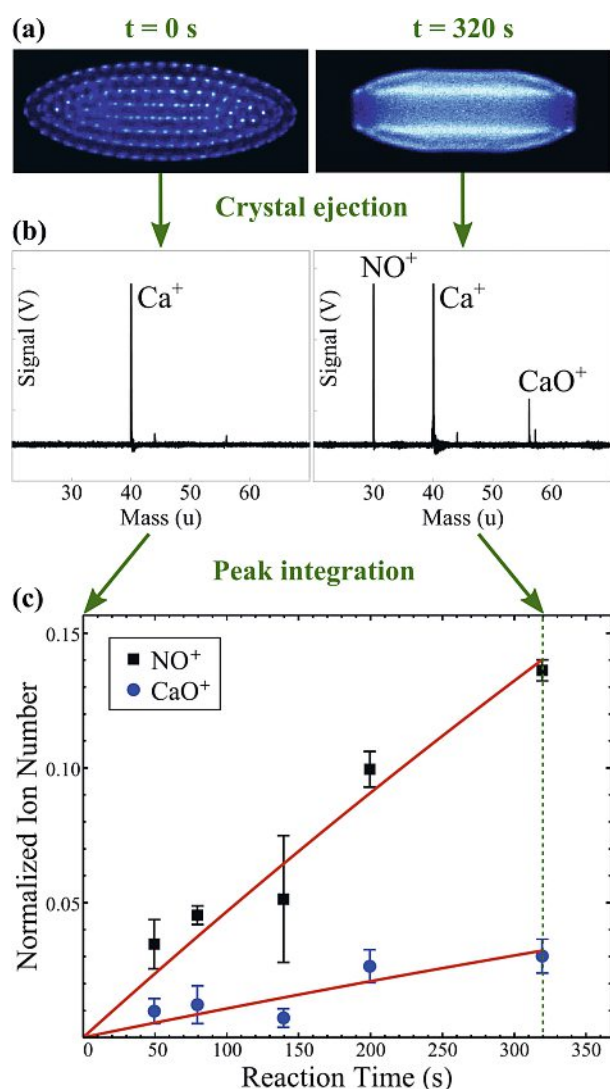 (a) t = 0 s t = 320 s
Crystal ejection
(b)
Signal (V)
Ca⁺
20 30 40 50 60
Mass (u)
Signal (V)
NO⁺
Ca⁺
CaO⁺
20 30 40 50 60
Mass (u)
Peak integration
(c)
Normalized Ion Number
0.15
0.10
0.05
NO⁺
CaO⁺
0 50 100 150 200 250 300 350
Reaction Time (s)